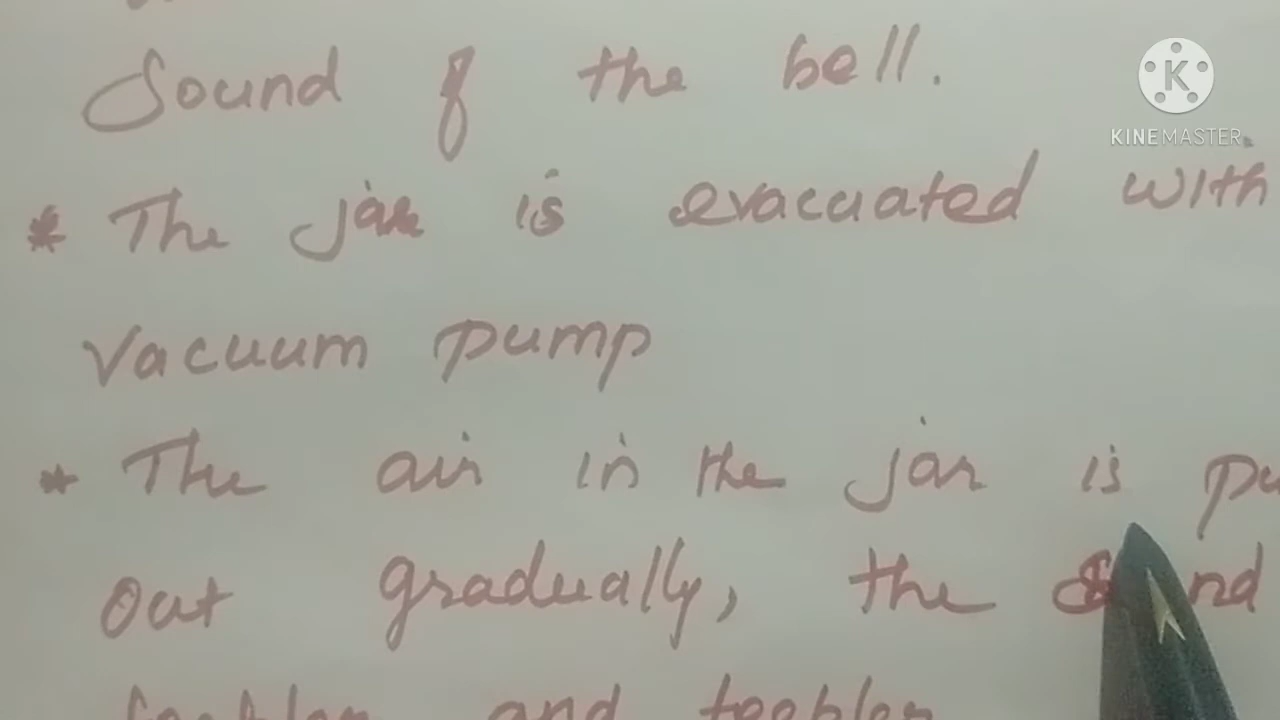 Sound of the bell.
* The jar is evacuated with
Vacuum pump
* The air in the jar is
Out gradually, the
and
K
KINEMASTER